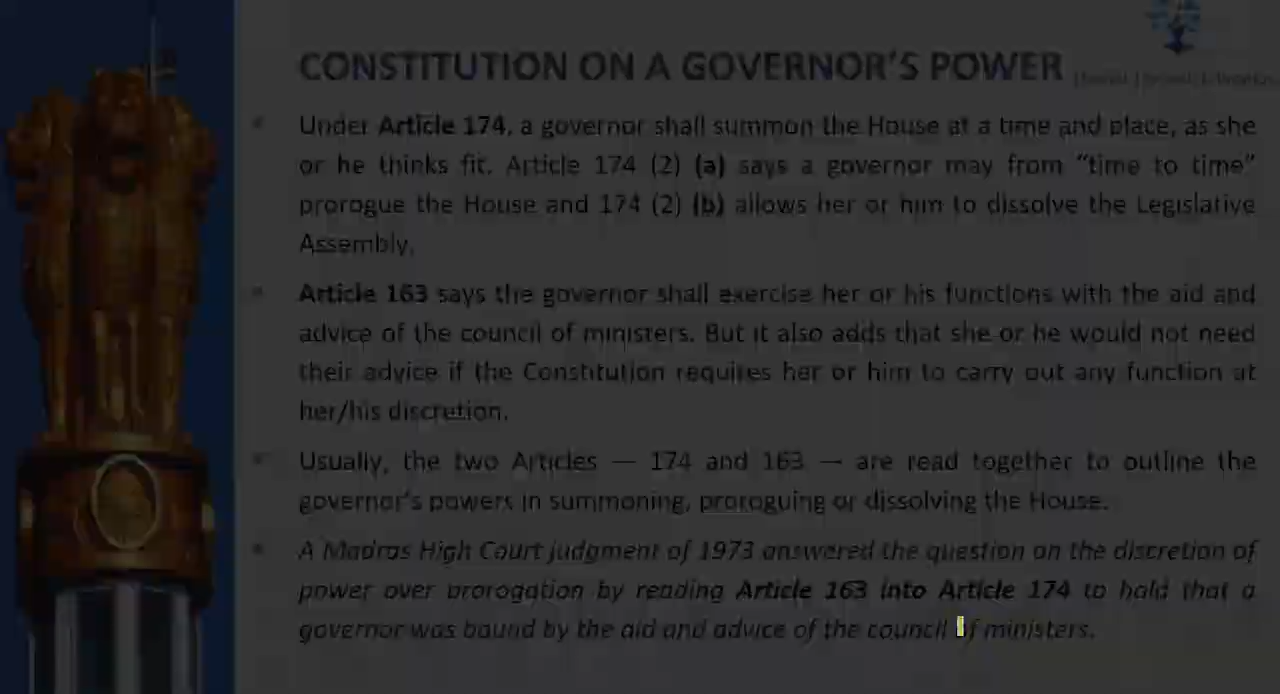 CONSTITUTION ON A GOVERNOR'S POWER
Under Article 174, a governor shall summon the House at a time and place, as she
or he thinks fit. Article 174 (2) (a) says a governor may from "time to time"
prorogue the House and 174 (2) (b) allows her or him to dissolve the Legislative
Assembly.
Article 163 says the governor shall exercise her or his functions with the aid and
advice of the council of ministers. But it also adds that she or he would not need
their advice if the Constitution requires her or him to carry out any function at
her/his discretion.
Usually, the two Articles — 174 and 163 — are read together to outline the
governor's powers in summoning, proroguing or dissolving the House.
A Madras High Court judgment of 1973 answered the question on the discretion of
power over prorogation by reading Article 163 into Article 174 to hold that a
governor was bound by the aid and advice of the council of ministers.